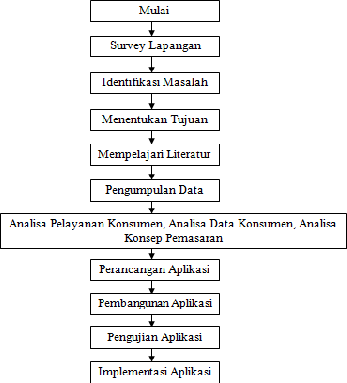 Mulai
Survey Lapangan
Identifikasi Masalah
Menentukan Tujuan
Mempelajari Literatur
Pengumpulan Data
Analisa Pelayanan Konsumen, Analisa Data Konsumen, Analisa
Konsep Pemasaran
Perancangan Aplikasi
Pembangunan Aplikasi
Pengujian Aplikasi
Implementasi Aplikasi